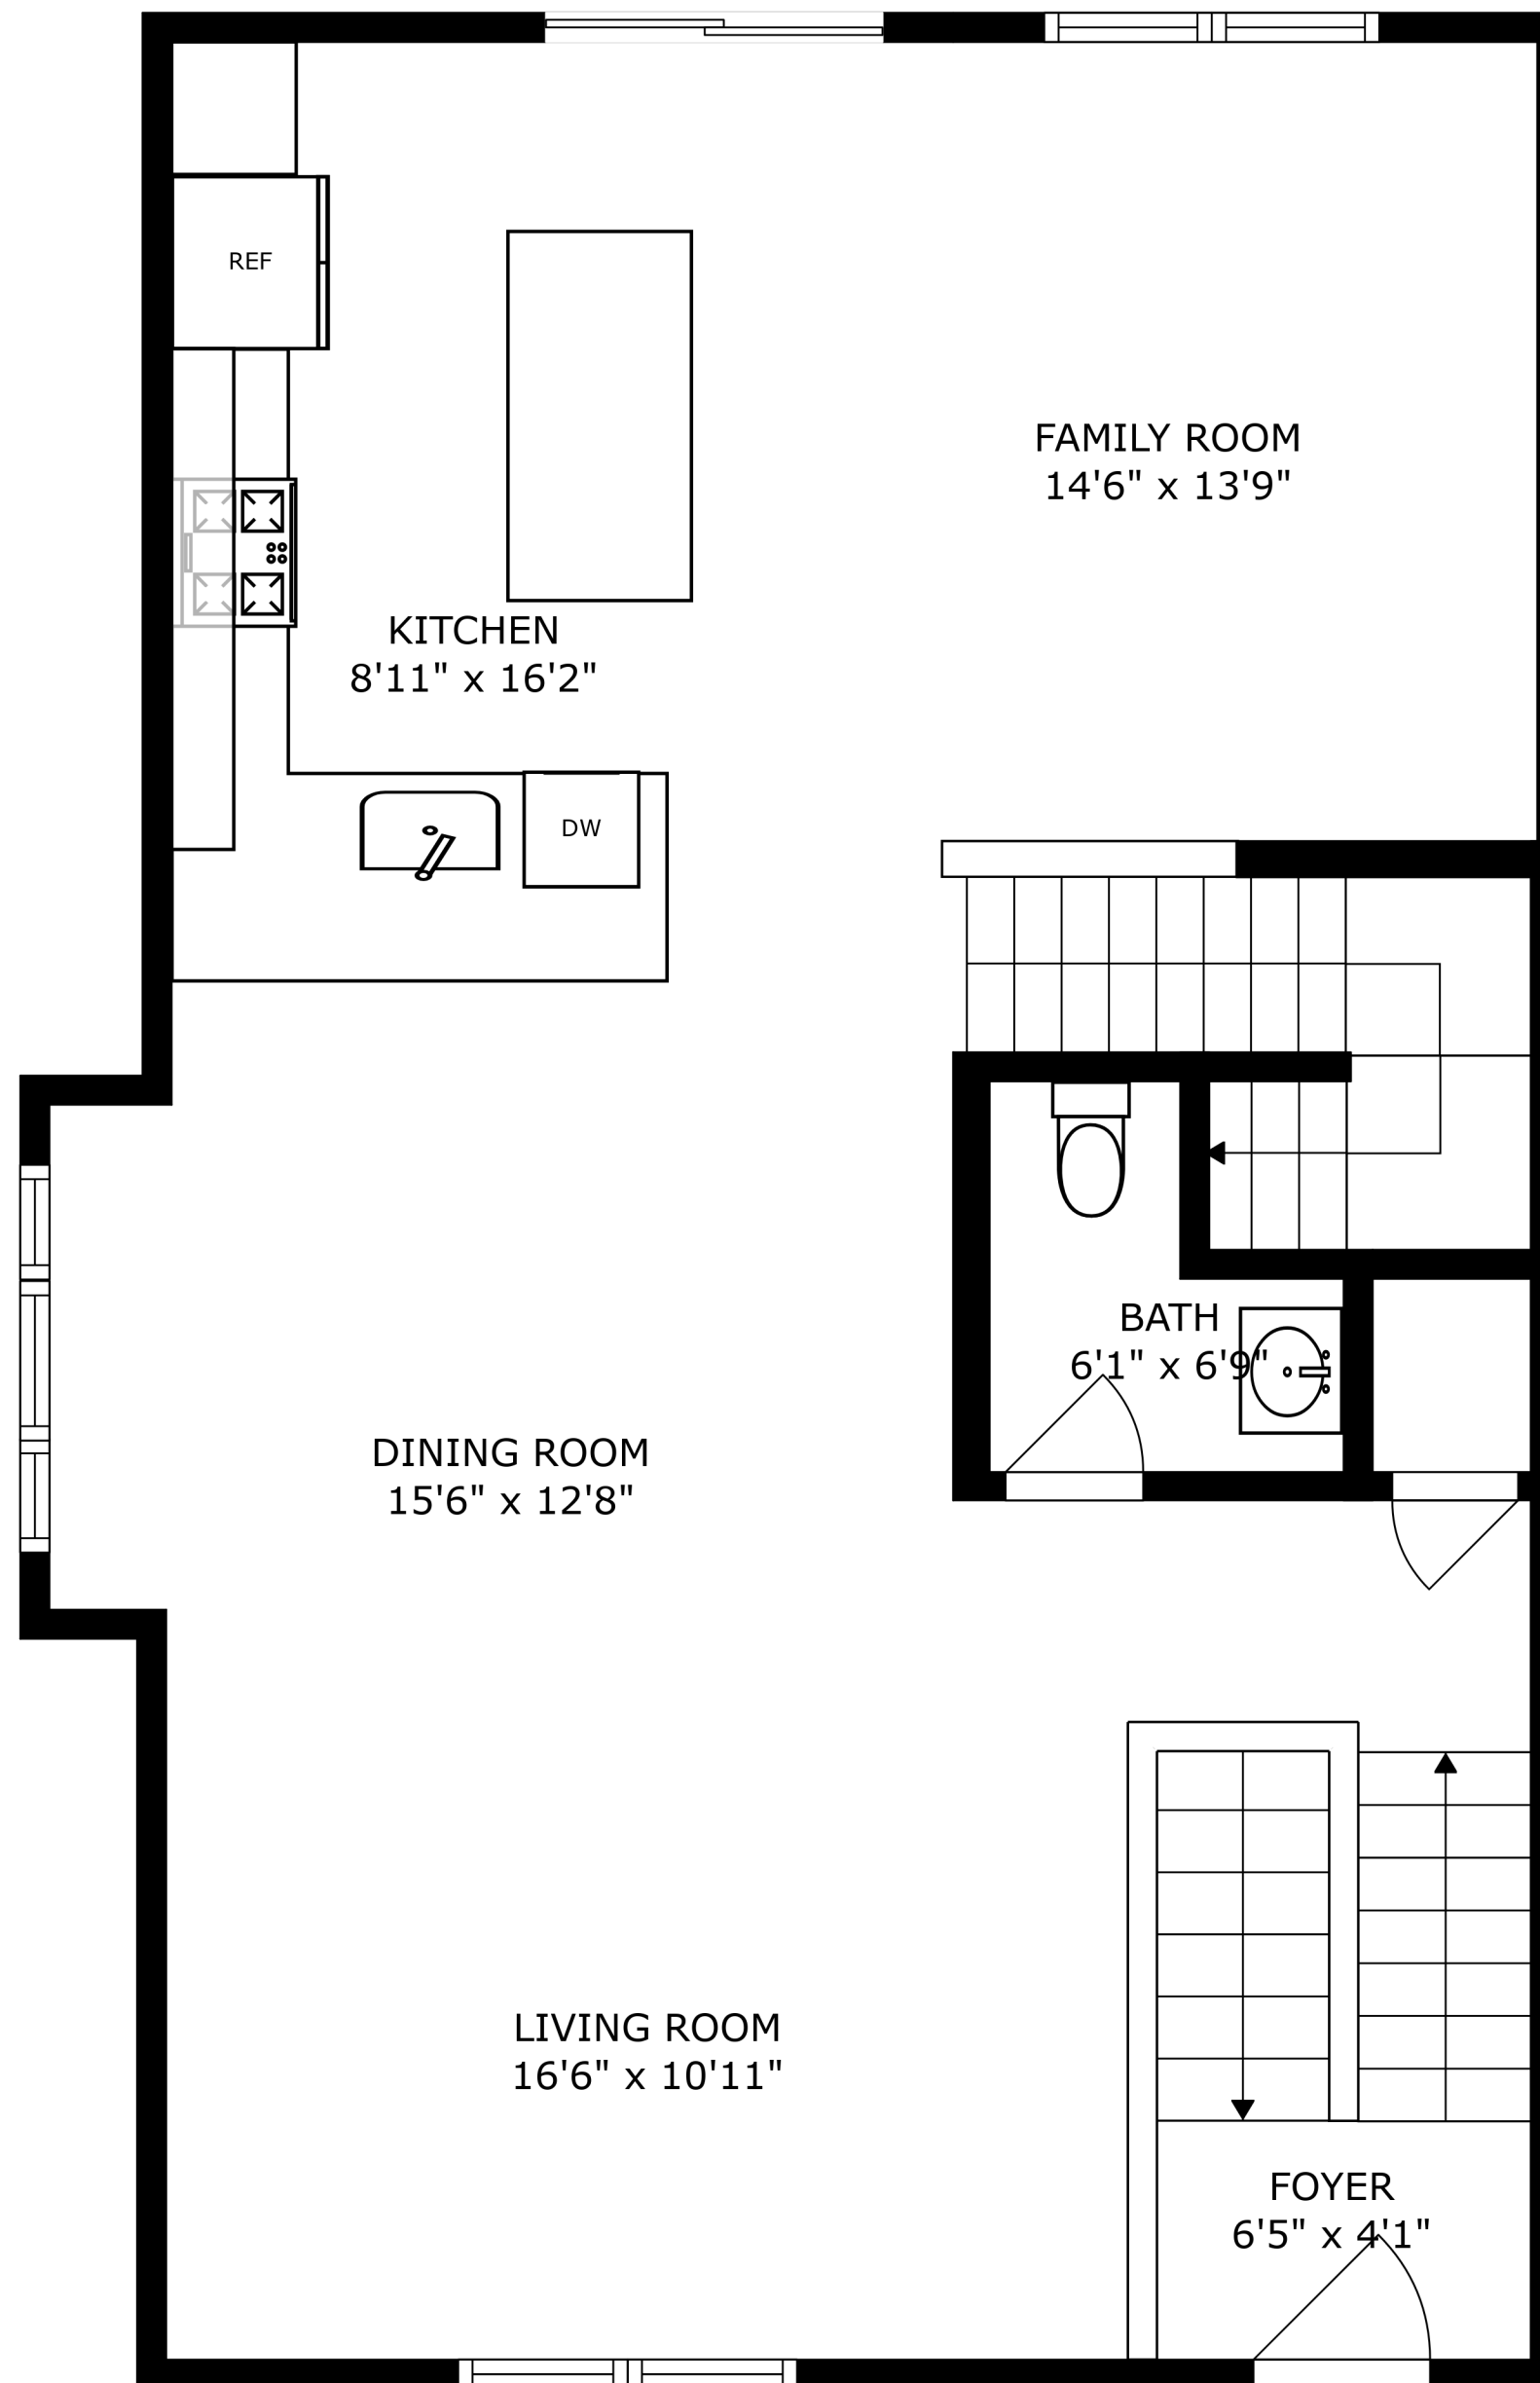 REF
FAMILY ROOM
14'6" x 13'9"
KITCHEN
8'11" x 16'2"
DW
BATH
6'1" x 6'9"
DINING ROOM
15'6" x 12'8"
LIVING ROOM
16'6" x 10'11"
FOYER
6'5" x 4'1"